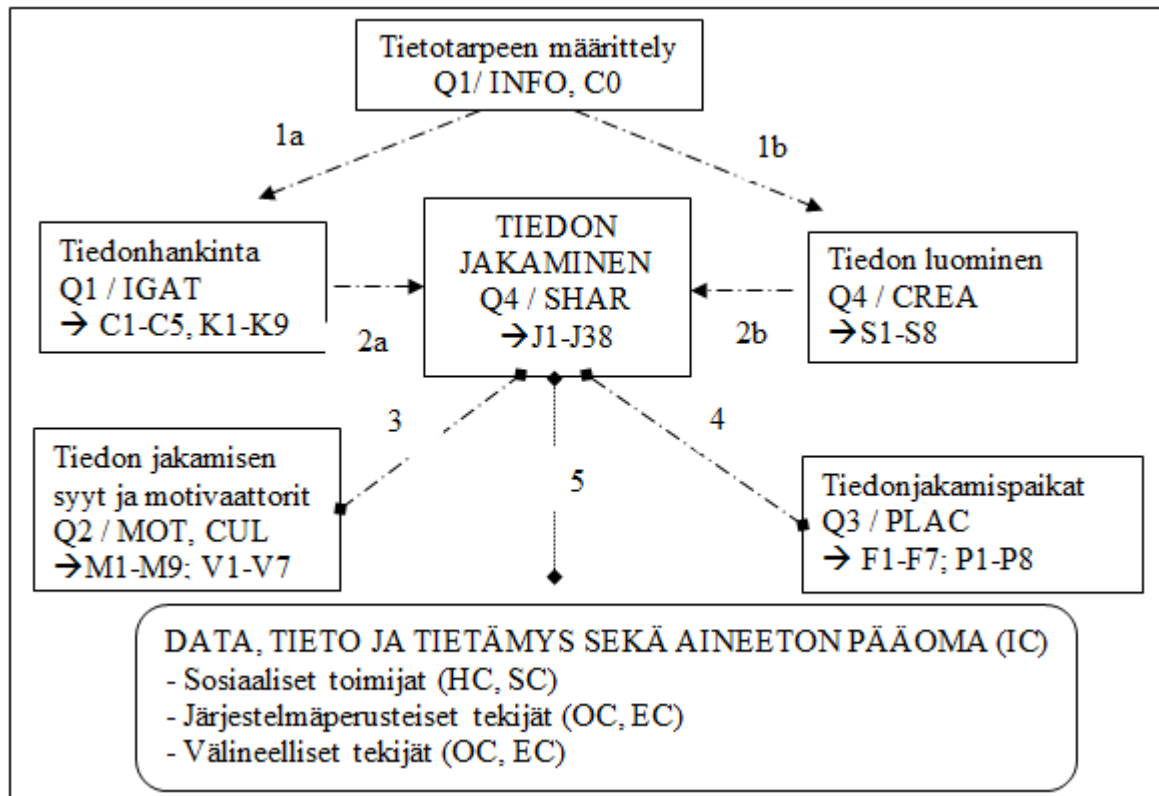 Tietotarpeen määrittely
Q1/ INFO, C0
1a
1b
Tiedonhankinta
Q1 / IGAT
→ C1-C5, K1-K9
TIEDON
JAKAMINEN
Q4 / SHAR
→J1-J38
Tiedon luominen
Q4 / CREA
→S1-S8
2a
2b
3
4
5
Tiedon jakamisen
syyt ja motivaattorit
Q2 / MOT, CUL
→M1-M9; V1-V7
Tiedonjakamispaikat
Q3 / PLAC
→ F1-F7; P1-P8
DATA, TIETO JA TIETÄMYS SEKÄ AINEETON PÄÄOMA (IC)
- Sosiaaliset toimijat (HC, SC)
- Järjestelmäperusteiset tekijät (OC, EC)
- Välineelliset tekijät (OC, EC)